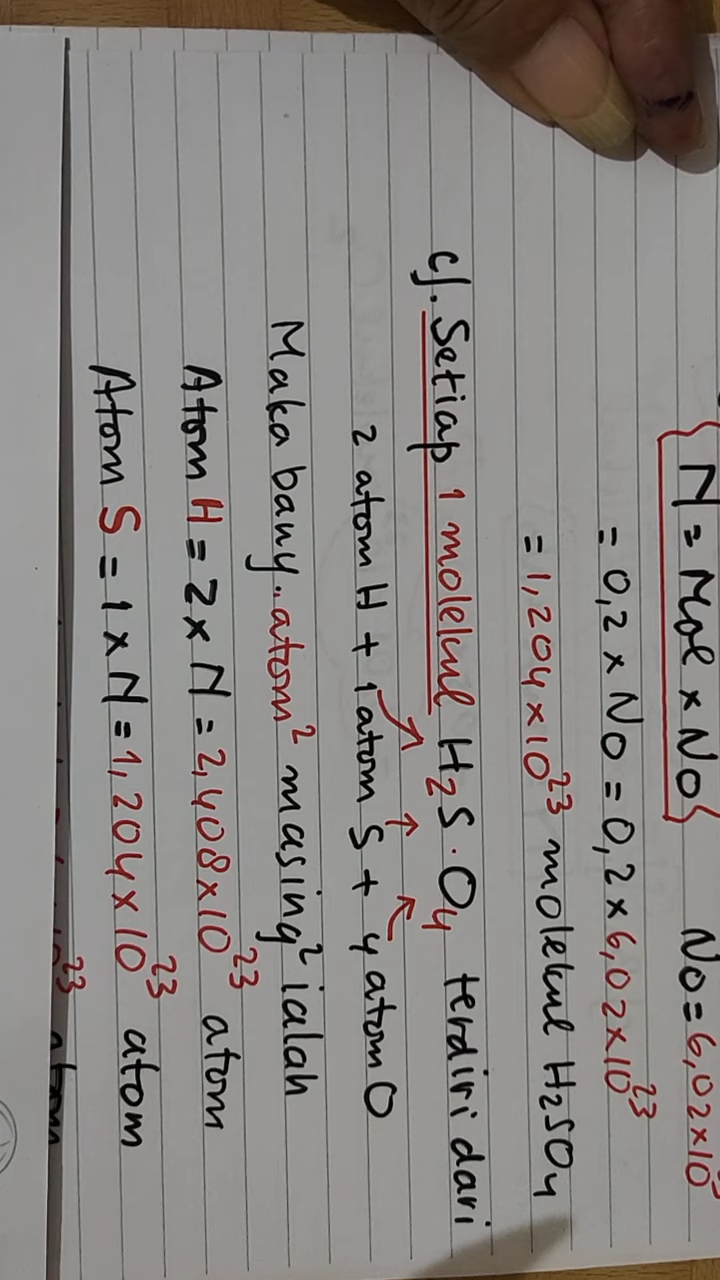 N = Mol x No No = 6,02 x 10
= 0,2 x No = 0,2 x 6,02 x 10²³
= 1,204 x 10²³ molekul H₂SO₄
c/. Setiap 1 molekul H₂S.O₄ terdiri dari
2 atom H + 1 atom S + 4 atom O
Maka bany. atom² masing² ialah
Atom H = 2 x N = 2,408 x 10²³ atom
Atom S = 1 x N = 1,204 x 10²³ atom